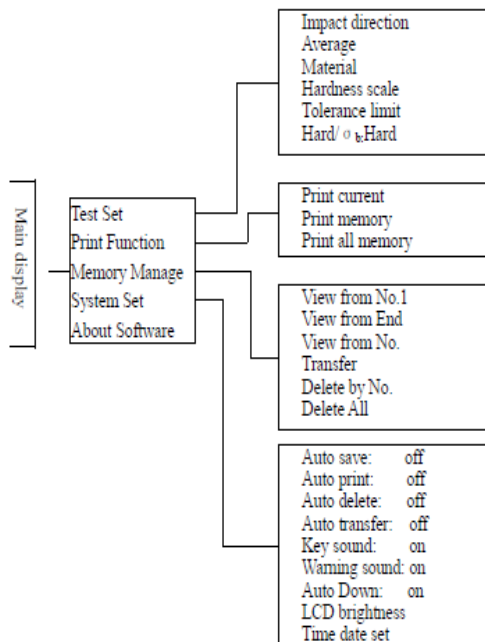 Main display
Test Set
Print Function
Memory Manage
System Set
About Software
Impact direction
Average
Material
Hardness scale
Tolerance limit
Hard/σb:Hard
Print current
Print memory
Print all memory
View from No.1
View from End
View from No.
Transfer
Delete by No.
Delete All
Auto save: off
Auto print: off
Auto delete: off
Auto transfer: off
Key sound: on
Warning sound: on
Auto Down: on
LCD brightness
Time date set